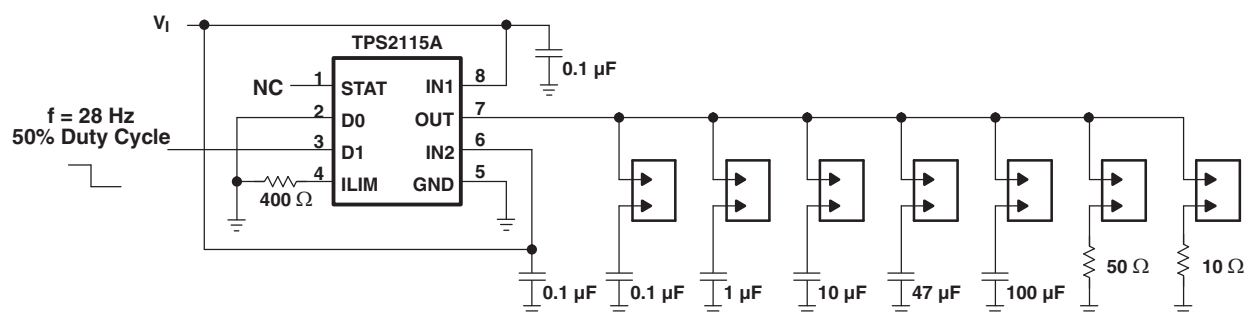 VI
TPS2115A
0.1 µF
NC
1 STAT IN1 8
f = 28 Hz
50% Duty Cycle
2 D0 OUT 7
3 D1 IN2 6
4 ILIM GND 5
400 Ω
0.1 µF
0.1 µF
1 µF
10 µF
47 µF
100 µF
50 Ω
10 Ω